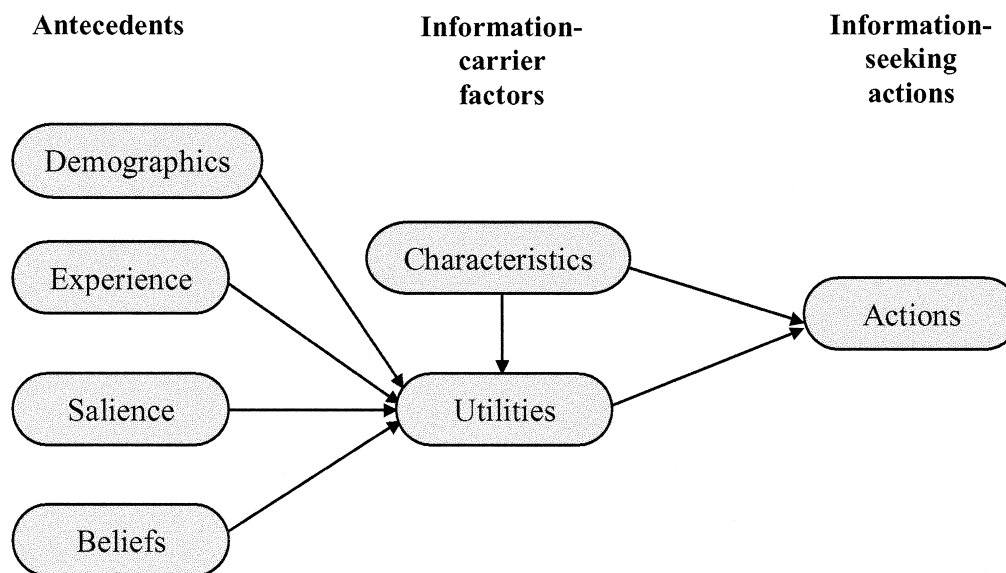 Antecedents
Information-
carrier
factors
Information-
seeking
actions
Demographics
Experience
Salience
Beliefs
Characteristics
Utilities
Actions